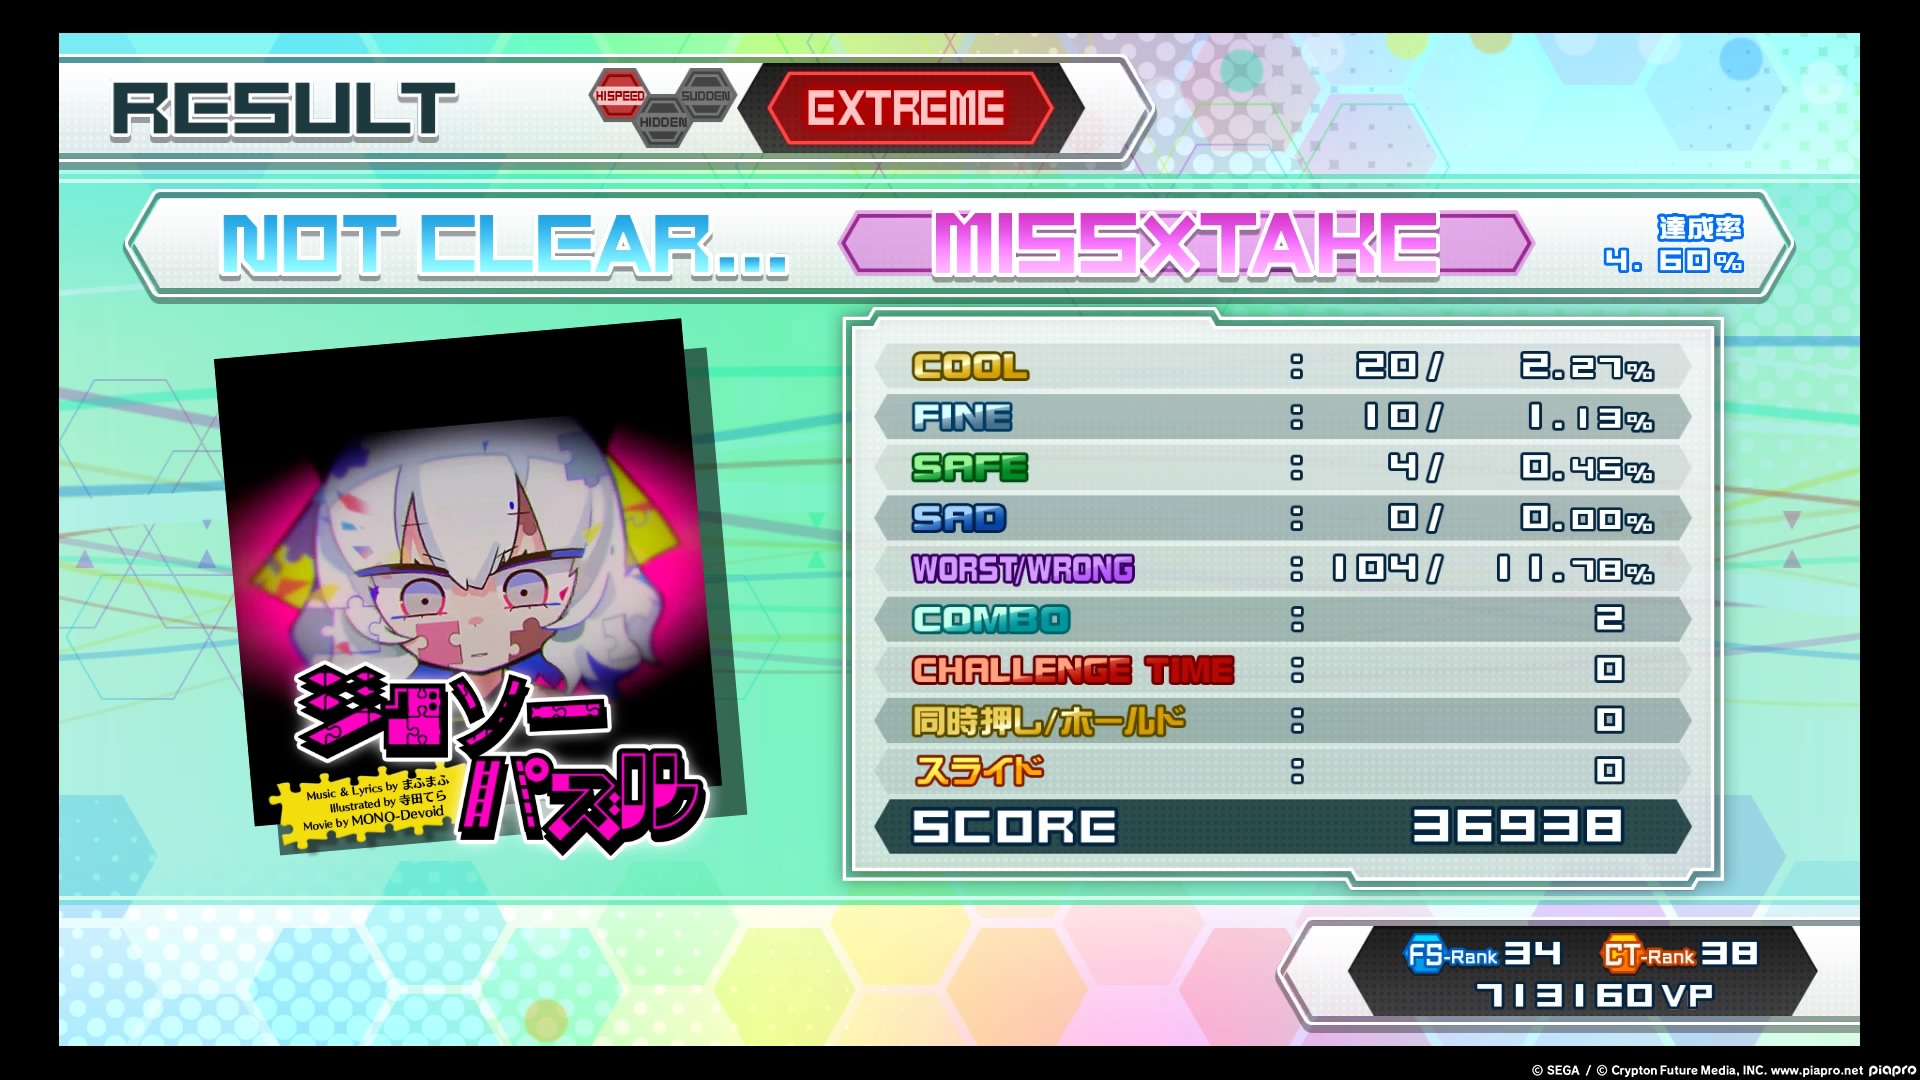 RESULT
HISPEED
HIDDEN
SUDDEN
EXTREME
NOT CLEAR...
MISS×TAKE
達成率
4.60%
COOL : 20/ 2.27%
FINE : 10/ 1.13%
SAFE : 4/ 0.45%
SAD : 0/ 0.00%
WORST/WRONG : 104/ 11.78%
COMBO : 2
CHALLENGE TIME : 0
同時押し/ホールド : 0
スライド : 0
SCORE 36938
ジグソー
パズル
Music & Lyrics by まふまふ
Illustrated by 寺田てら
Movie by MONO-Devoid
FS-Rank 34 CT-Rank 38
713160VP
© SEGA / © Crypton Future Media, INC. www.piapro.net piapro